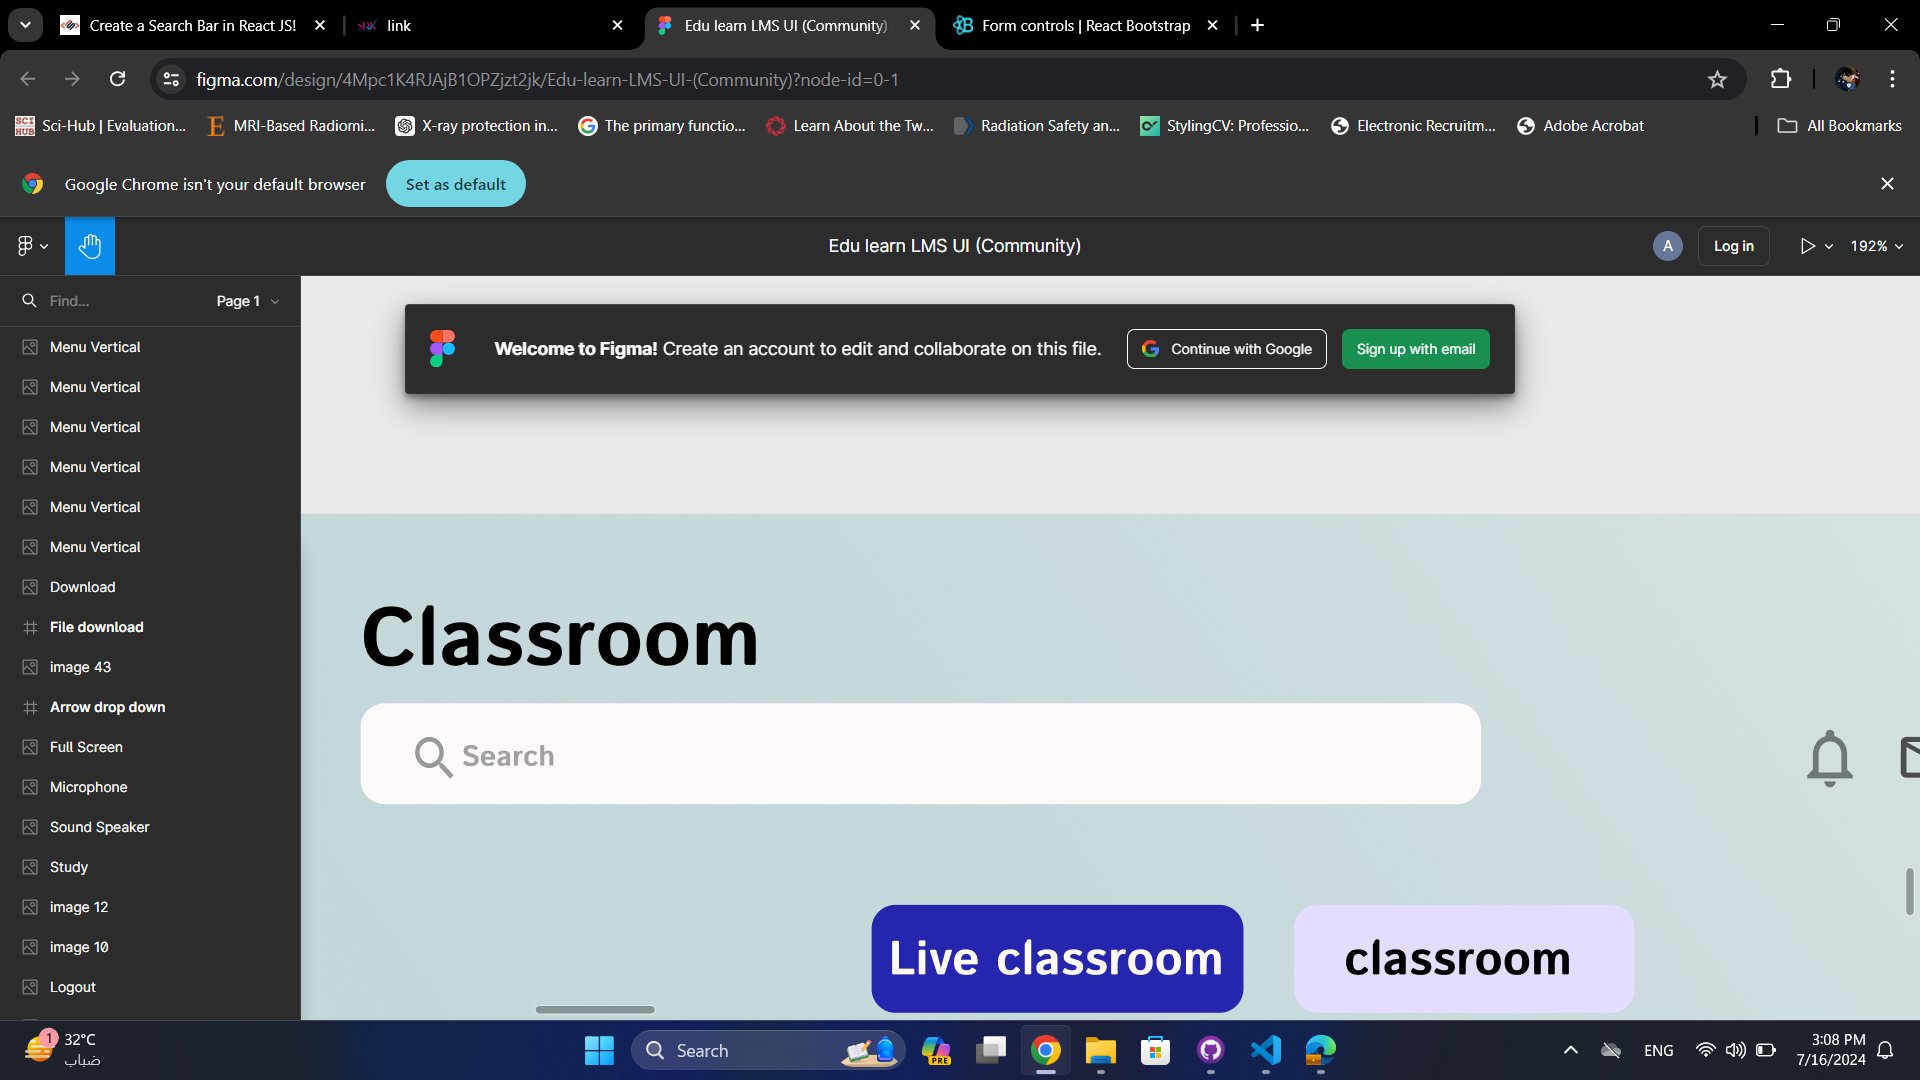 Create a Search Bar in React JS!
link
Edu learn LMS UI (Community)
Form controls | React Bootstrap
figma.com/design/4Mpc1K4RJAjB1OPZjzt2jk/Edu-learn-LMS-UI-(Community)?node-id=0-1
Sci-Hub | Evaluation...
MRI-Based Radiomi...
X-ray protection in...
The primary functio...
Learn About the Tw...
Radiation Safety an...
StylingCV: Professio...
Electronic Recruitm...
Adobe Acrobat
All Bookmarks
Google Chrome isn't your default browser
Set as default
Edu learn LMS UI (Community)
A
Log in
192%
Find...
Page 1
Welcome to Figma! Create an account to edit and collaborate on this file.
Continue with Google
Sign up with email
Menu Vertical
Menu Vertical
Menu Vertical
Menu Vertical
Menu Vertical
Menu Vertical
Download
File download
image 43
Arrow drop down
Full Screen
Microphone
Sound Speaker
Study
image 12
image 10
Logout
Classroom
Search
Live classroom
classroom
1
32°C
ضباب
Search
PRE
ENG
3:08 PM
7/16/2024